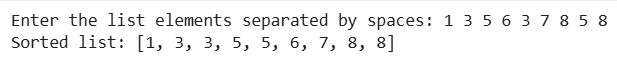 Enter the list elements separated by spaces: 1 3 5 6 3 7 8 5 8
Sorted list: [1, 3, 3, 5, 5, 6, 7, 8, 8]